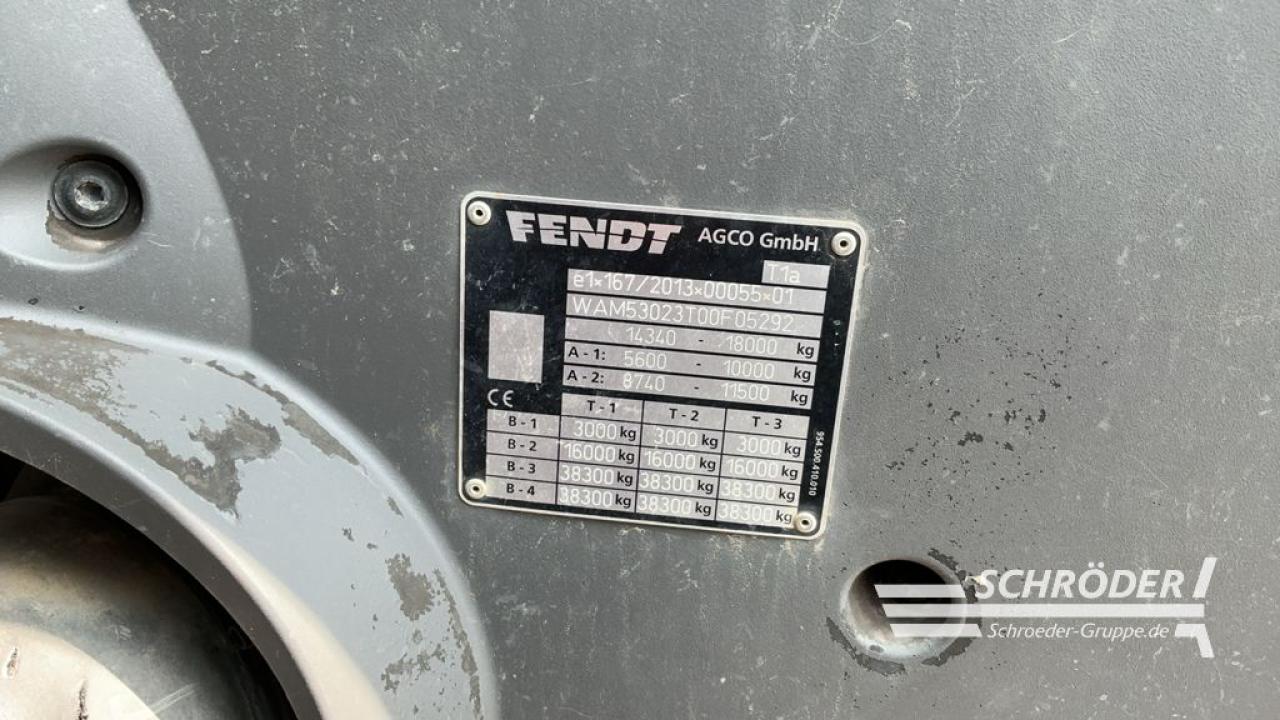 FENDT AGCO GmbH
T1a
e1*167/2013*00055*01
WAM53023T00F05292
14340 - 18000 kg
A - 1: 5600 - 10000 kg
A - 2: 8740 - 11500 kg
CE
T - 1 T - 2 T - 3
B - 1 3000 kg 3000 kg 3000 kg
B - 2 16000 kg 16000 kg 16000 kg
B - 3 38300 kg 38300 kg 38300 kg
B - 4 38300 kg 38300 kg 38300 kg
954.500.410.010
SCHRÖDER
Schroeder-Gruppe.de